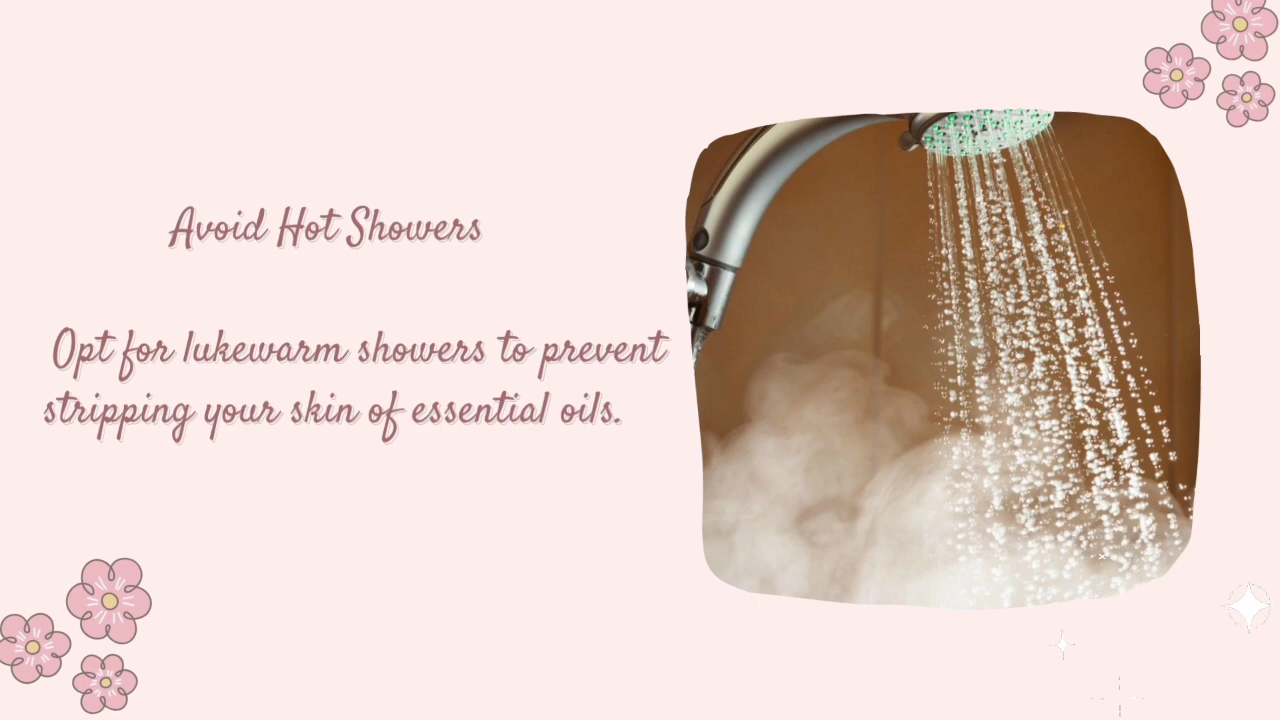 Avoid Hot Showers
Opt for lukewarm showers to prevent
stripping your skin of essential oils.